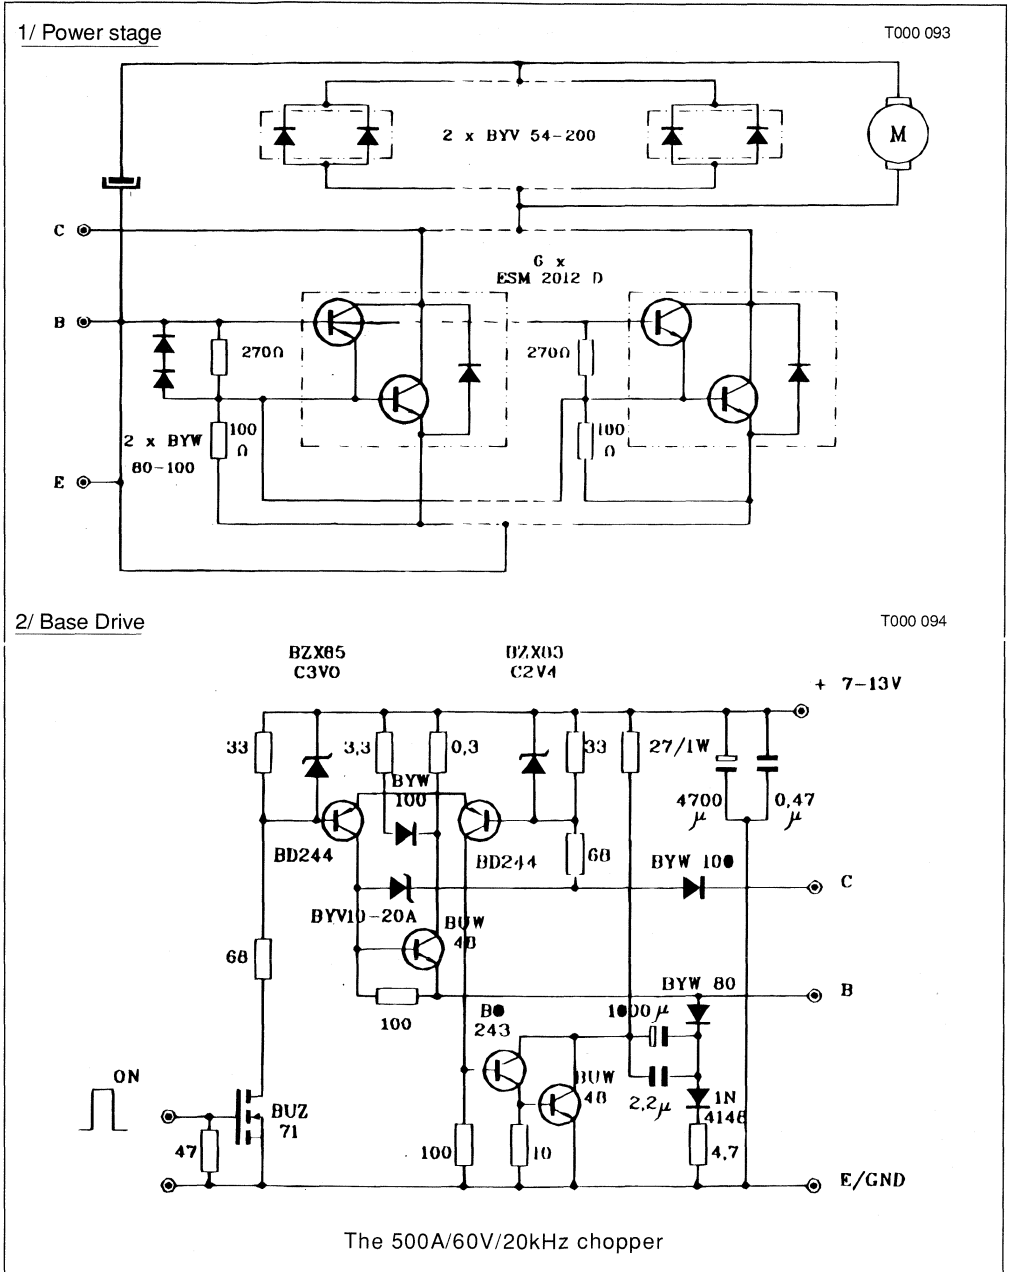 1/ Power stage
T000 093
2 x BYV 54-200
M
C
6 x
ESM 2012 D
B
270Ω
270Ω
2 x BYW
80-100
100
Ω
100
Ω
E
2/ Base Drive
T000 094
BZX85
C3V0
C2V4
+ 7-13V
33
3,3
0,3
33
27/1W
BYW
100
4700
μ
0,47
μ
BD244
BD244
68
BYW 100
C
BYV10-20A
BUW
48
68
BYW 80
B
100
243
1000μ
ON
BUW
48
2,2μ
1N
4148
BUZ
71
47
100
10
4,7
E/GND
The 500A/60V/20kHz chopper